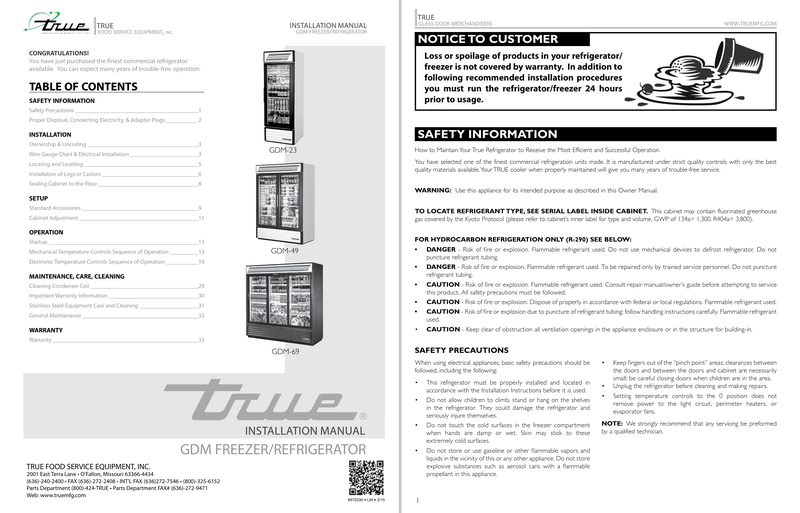 true
TRUE
FOOD SERVICE EQUIPMENT, inc.
INSTALLATION MANUAL
GDM FREEZER/REFRIGERATOR
CONGRATULATIONS!
You have just purchased the finest commercial refrigerator
available. You can expect many years of trouble-free operation.
TABLE OF CONTENTS
SAFETY INFORMATION
Safety Precautions 1
Proper Disposal, Connecting Electricity, & Adapter Plugs 2
INSTALLATION
Ownership & Uncrating 3
Wire Gauge Chart & Electrical Installation 3
Locating and Leveling 5
Installation of Legs or Castors 6
Sealing Cabinet to the Floor 8
SETUP
Standard Accessories 9
Cabinet Adjustment 11
OPERATION
Startup 13
Mechanical Temperature Controls Sequence of Operation 13
Electronic Temperature Controls Sequence of Operation 19
MAINTENANCE, CARE, CLEANING
Cleaning Condenser Coil 29
Important Warranty Information 30
Stainless Steel Equipment Care and Cleaning 31
General Maintenance 32
WARRANTY
Warranty 33
GDM-23
GDM-49
GDM-69
true®
INSTALLATION MANUAL
GDM FREEZER/REFRIGERATOR
TRUE FOOD SERVICE EQUIPMENT, INC.
2001 East Terra Lane • O'Fallon, Missouri 63366-4434
(636)-240-2400 • FAX (636)-272-2408 • INT'L FAX (636)272-7546 • (800)-325-6152
Parts Department (800)-424-TRUE • Parts Department FAX# (636)-272-9471
Web: www.truemfg.com
#970336 • LM • 3/15
TRUE
GLASS DOOR MERCHANDISERS
WWW.TRUEMFG.COM
NOTICE TO CUSTOMER
Loss or spoilage of products in your refrigerator/
freezer is not covered by warranty. In addition to
following recommended installation procedures
you must run the refrigerator/freezer 24 hours
prior to usage.
SAFETY INFORMATION
How to Maintain Your True Refrigerator to Receive the Most Efficient and Successful Operation.
You have selected one of the finest commercial refrigeration units made. It is manufactured under strict quality controls with only the best
quality materials available. Your TRUE cooler when properly maintained will give you many years of trouble-free service.
WARNING: Use this appliance for its intended purpose as described in this Owner Manual.
TO LOCATE REFRIGERANT TYPE, SEE SERIAL LABEL INSIDE CABINET. This cabinet may contain fluorinated greenhouse
gas covered by the Kyoto Protocol (please refer to cabinet's inner label for type and volume, GWP of 134a= 1,300. R404a= 3,800).
FOR HYDROCARBON REFRIGERATION ONLY (R-290) SEE BELOW:
• DANGER - Risk of fire or explosion. Flammable refrigerant used. Do not use mechanical devices to defrost refrigerator. Do not
puncture refrigerant tubing.
• DANGER - Risk of fire or explosion. Flammable refrigerant used. To be repaired only by trained service personnel. Do not puncture
refrigerant tubing.
• CAUTION - Risk of fire or explosion. Flammable refrigerant used. Consult repair manual/owner's guide before attempting to service
this product. All safety precautions must be followed.
• CAUTION - Risk of fire or explosion. Dispose of properly in accordance with federal or local regulations. Flammable refrigerant used.
• CAUTION - Risk of fire or explosion due to puncture of refrigerant tubing; follow handling instructions carefully. Flammable refrigerant
used.
• CAUTION - Keep clear of obstruction all ventilation openings in the appliance enclosure or in the structure for building-in.
SAFETY PRECAUTIONS
When using electrical appliances, basic safety precautions should be
followed, including the following:
• This refrigerator must be properly installed and located in
accordance with the Installation Instructions before it is used.
• Do not allow children to climb, stand or hang on the shelves
in the refrigerator. They could damage the refrigerator and
seriously injure themselves.
• Do not touch the cold surfaces in the freezer compartment
when hands are damp or wet. Skin may stick to these
extremely cold surfaces.
• Do not store or use gasoline or other flammable vapors and
liquids in the vicinity of this or any other appliance. Do not store
explosive substances such as aerosol cans with a flammable
propellant in this appliance.
• Keep fingers out of the "pinch point" areas; clearances between
the doors and between the doors and cabinet are necessarily
small; be careful closing doors when children are in the area.
• Unplug the refrigerator before cleaning and making repairs.
• Setting temperature controls to the 0 position does not
remove power to the light circuit, perimeter heaters, or
evaporator fans.
NOTE: We strongly recommend that any servicing be preformed
by a qualified technician.
1